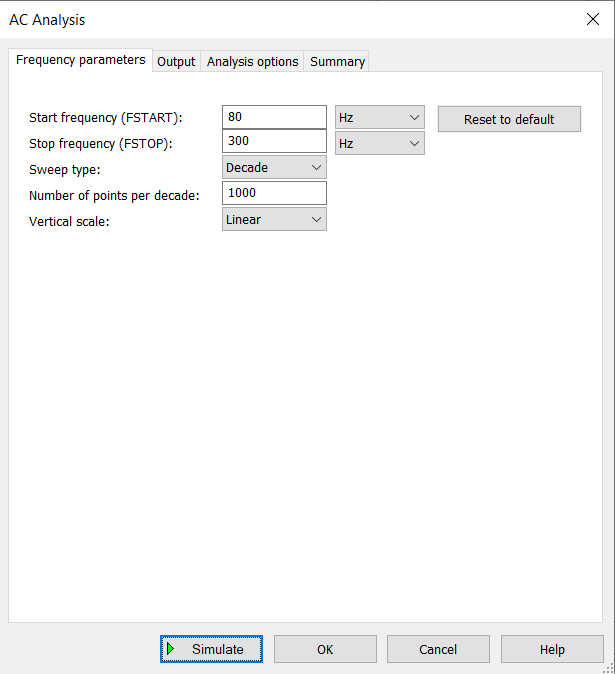 AC Analysis
Frequency parameters Output Analysis options Summary
Start frequency (FSTART): 80 Hz Reset to default
Stop frequency (FSTOP): 300 Hz
Sweep type: Decade
Number of points per decade: 1000
Vertical scale: Linear
Simulate OK Cancel Help